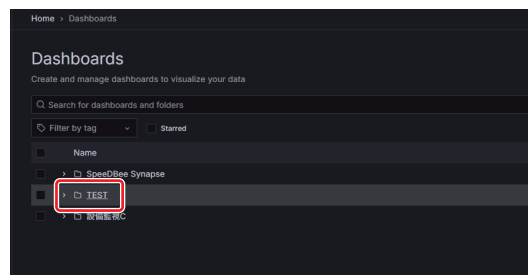 Home › Dashboards
Dashboards
Create and manage dashboards to visualize your data
Search for dashboards and folders
Filter by tag
Starred
Name
SpeeDBee Synapse
TEST
設備監視C